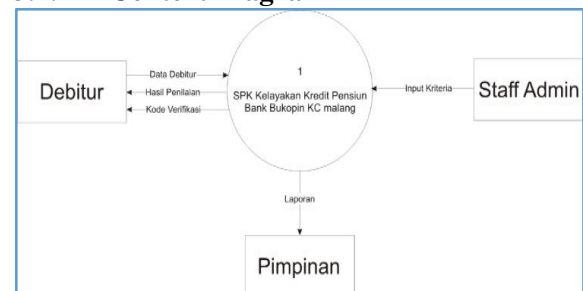 Debitur
Data Debitur
Hasil Penilaian
Kode Verifikasi
1
SPK Kelayakan Kredit Pensiun
Bank Bukopin KC malang
Input Kriteria
Staff Admin
Laporan
Pimpinan